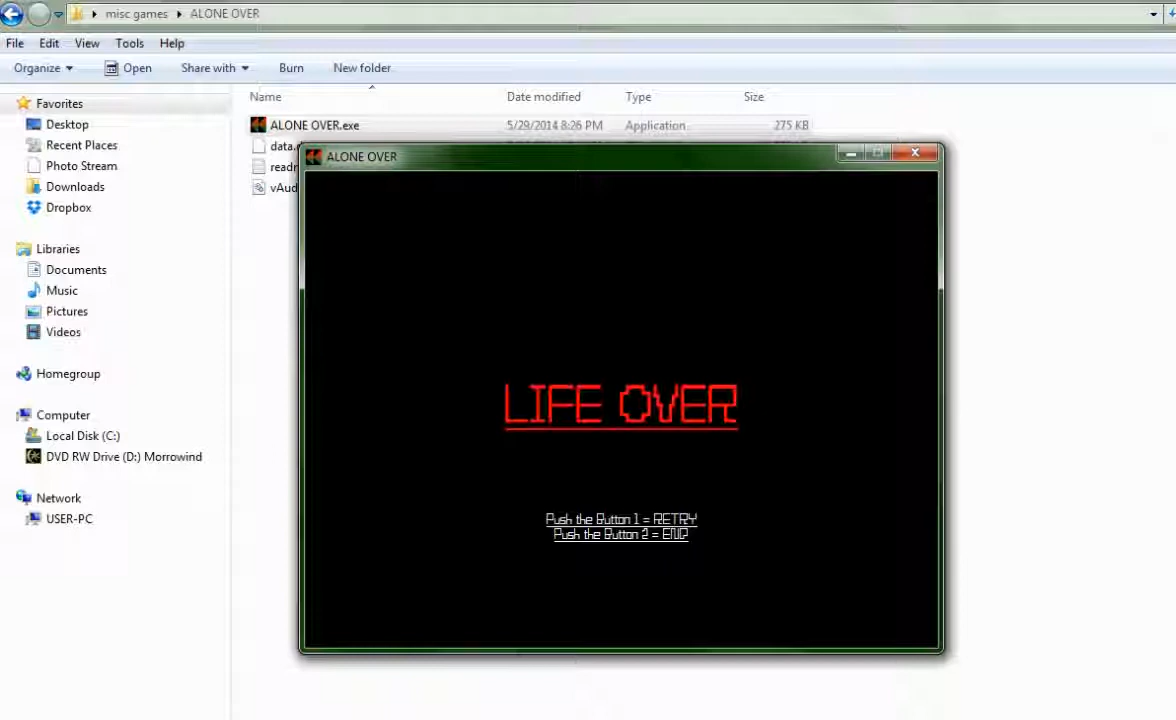 misc games ▸ ALONE OVER
File Edit View Tools Help
Organize Open Share with Burn New folder
Name Date modified Type Size
Favorites
Desktop
Recent Places
Photo Stream
Downloads
Dropbox
Libraries
Documents
Music
Pictures
Videos
Homegroup
Computer
Local Disk (C:)
DVD RW Drive (D:) Morrowind
Network
USER-PC
ALONE OVER.exe 5/29/2014 8:26 PM Application 275 KB
ALONE OVER
LIFE OVER
Push the Button 1 = RETRY
Push the Button 2 = END